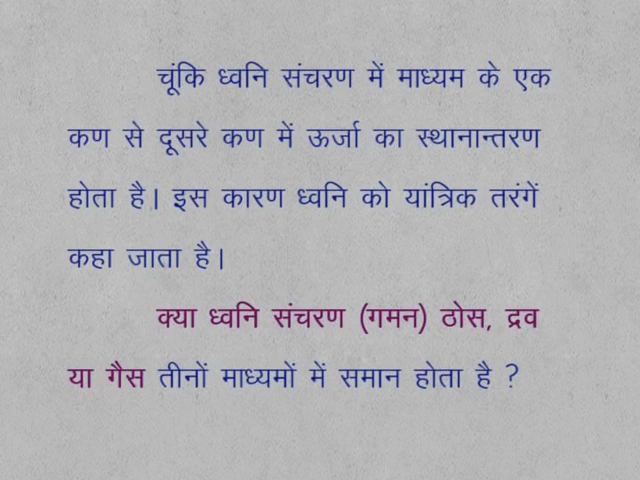 चूंकि ध्वनि संचरण में माध्यम के एक
कण से दूसरे कण में ऊर्जा का स्थानान्तरण
होता है। इस कारण ध्वनि को यांत्रिक तरंगें
कहा जाता है।
क्या ध्वनि संचरण (गमन) ठोस, द्रव
या गैस तीनों माध्यमों में समान होता है ?